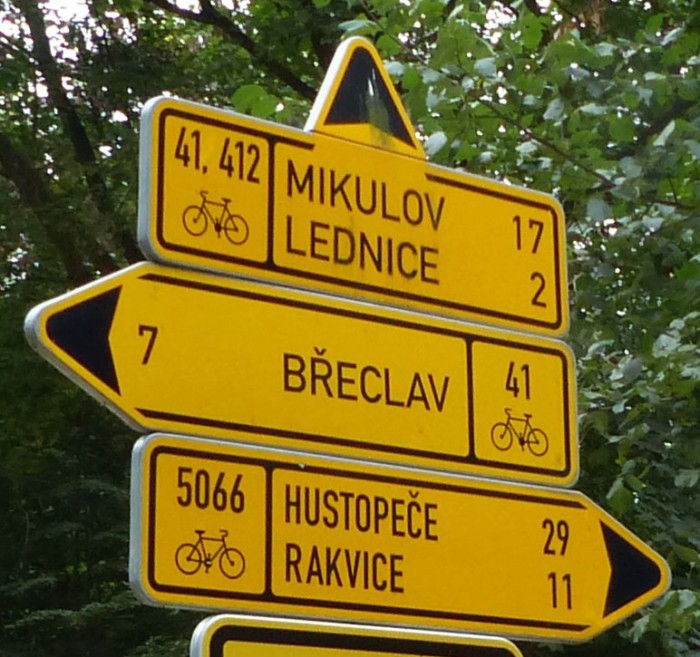 41, 412
MIKULOV 17
LEDNICE 2
7 BŘECLAV 41
5066
HUSTOPEČE 29
RAKVICE 11